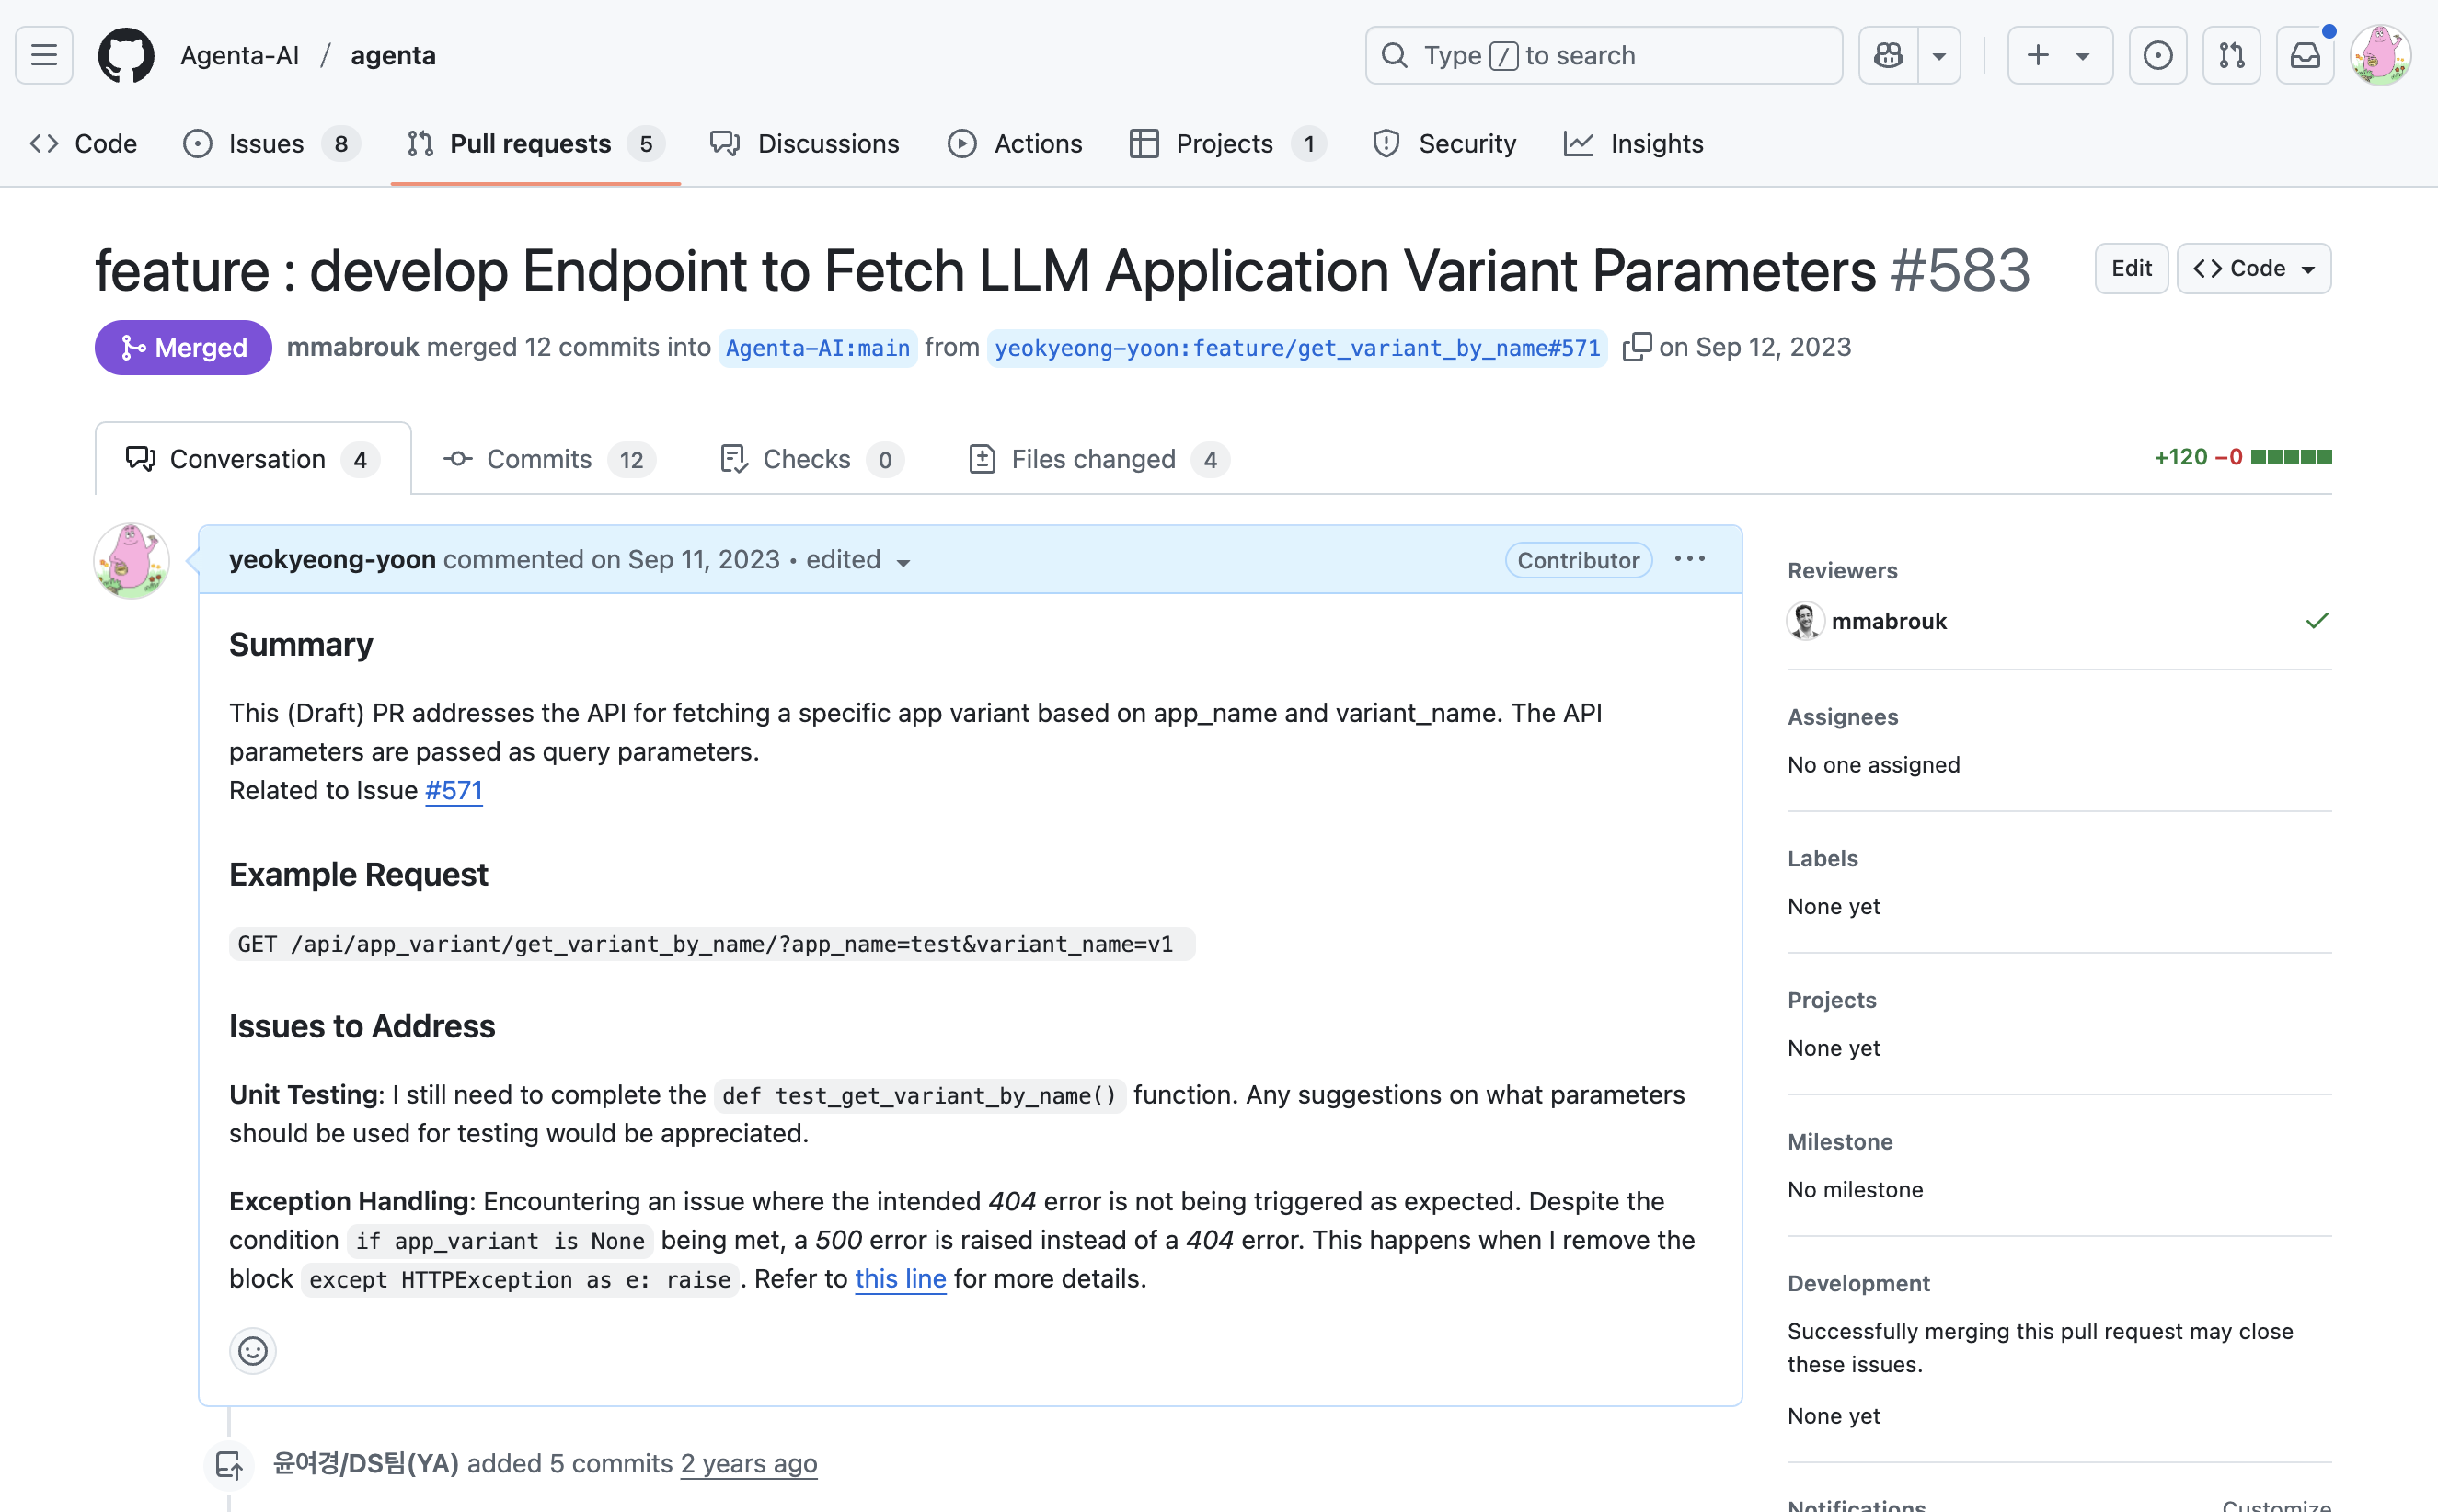 Agenta-AI / agenta
Type / to search
Code
Issues 8
Pull requests 5
Discussions
Actions
Projects 1
Security
Insights
feature : develop Endpoint to Fetch LLM Application Variant Parameters #583
Edit
Code
Merged
mmabrouk merged 12 commits into Agenta-AI:main from yeokyeong-yoon:feature/get_variant_by_name#571 on Sep 12, 2023
Conversation 4
Commits 12
Checks 0
Files changed 4
+120 −0
yeokyeong-yoon commented on Sep 11, 2023 • edited
Contributor
Summary
This (Draft) PR addresses the API for fetching a specific app variant based on app_name and variant_name. The API
parameters are passed as query parameters.
Related to Issue #571
Example Request
GET /api/app_variant/get_variant_by_name/?app_name=test&variant_name=v1
Issues to Address
Unit Testing: I still need to complete the def test_get_variant_by_name() function. Any suggestions on what parameters
should be used for testing would be appreciated.
Exception Handling: Encountering an issue where the intended 404 error is not being triggered as expected. Despite the
condition if app_variant is None being met, a 500 error is raised instead of a 404 error. This happens when I remove the
block except HTTPException as e: raise . Refer to this line for more details.
윤여경/DS팀(YA) added 5 commits 2 years ago
Reviewers
mmabrouk
Assignees
No one assigned
Labels
None yet
Projects
None yet
Milestone
No milestone
Development
Successfully merging this pull request may close
these issues.
None yet
Notifications
Customize